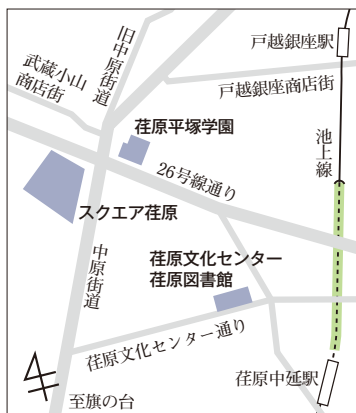 戸越銀座駅
旧中原街道
武蔵小山
商店街
戸越銀座商店街
荏原平塚学園
池上線
26号線通り
スクエア荏原
中原街道
荏原文化センター
荏原図書館
荏原文化センター通り
荏原中延駅
至旗の台